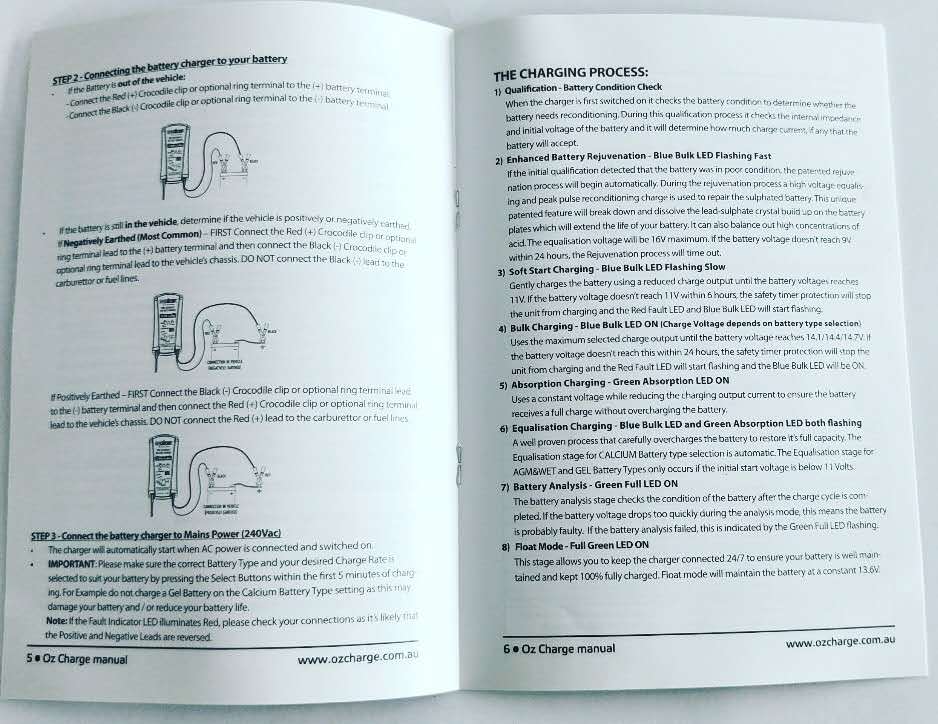 STEP 2 - Connecting the battery charger to your battery
• If the Battery is out of the vehicle:
-Connect the Red (+) Crocodile clip or optional ring terminal to the (+) battery terminal
-Connect the Black (-) Crocodile clip or optional ring terminal to the (-) battery terminal
• If the battery is still in the vehicle, determine if the vehicle is positively or negatively earthed.
If Negatively Earthed (Most Common) – FIRST Connect the Red (+) Crocodile clip or optional
ring terminal lead to the (+) battery terminal and then connect the Black (-) Crocodile clip or
optional ring terminal lead to the vehicle's chassis. DO NOT connect the Black (-) lead to the
carburettor or fuel lines.
RED
BLACK
CONNECTION IN VEHICLE
(NEGATIVELY EARTHED)
If Positively Earthed – FIRST Connect the Black (-) Crocodile clip or optional ring terminal lead
to the (-) battery terminal and then connect the Red (+) Crocodile clip or optional ring terminal
lead to the vehicle's chassis. DO NOT connect the Red (+) lead to the carburettor or fuel lines.
BLACK
RED
CONNECTION IN VEHICLE
(POSITIVELY EARTHED)
STEP 3 - Connect the battery charger to Mains Power (240Vac)
• The charger will automatically start when AC power is connected and switched on.
• IMPORTANT: Please make sure the correct Battery Type and your desired Charge Rate is
selected to suit your battery by pressing the Select Buttons within the first 5 minutes of charg-
ing. For Example do not charge a Gel Battery on the Calcium Battery Type setting as this may
damage your battery and / or reduce your battery life.
Note: If the Fault Indicator LED illuminates Red, please check your connections as it's likely that
the Positive and Negative Leads are reversed.
5 • Oz Charge manual
www.ozcharge.com.au
THE CHARGING PROCESS:
1) Qualification - Battery Condition Check
When the charger is first switched on it checks the battery condition to determine whether the
battery needs reconditioning. During this qualification process it checks the internal impedance
and initial voltage of the battery and it will determine how much charge current, if any that the
battery will accept.
2) Enhanced Battery Rejuvenation - Blue Bulk LED Flashing Fast
If the initial qualification detected that the battery was in poor condition, the patented rejuve
nation process will begin automatically. During the rejuvenation process a high voltage equalis-
ing and peak pulse reconditioning charge is used to repair the sulphated battery. This unique
patented feature will break down and dissolve the lead-sulphate crystal build up on the battery
plates which will extend the life of your battery. It can also balance out high concentrations of
acid. The equalisation voltage will be 16V maximum. If the battery voltage doesn't reach 9V
within 24 hours, the Rejuvenation process will time out.
3) Soft Start Charging - Blue Bulk LED Flashing Slow
Gently charges the battery using a reduced charge output until the battery voltages reaches
11V. If the battery voltage doesn't reach 11V within 6 hours, the safety timer protection will stop
the unit from charging and the Red Fault LED and Blue Bulk LED will start flashing.
4) Bulk Charging - Blue Bulk LED ON (Charge Voltage depends on battery type selection)
Uses the maximum selected charge output until the battery voltage reaches 14.1/14.4/14.7V. If
the battery voltage doesn't reach this within 24 hours, the safety timer protection will stop the
unit from charging and the Red Fault LED will start flashing and the Blue Bulk LED will be ON.
5) Absorption Charging - Green Absorption LED ON
Uses a constant voltage while reducing the charging output current to ensure the battery
receives a full charge without overcharging the battery.
6) Equalisation Charging - Blue Bulk LED and Green Absorption LED both flashing
A well proven process that carefully overcharges the battery to restore it's full capacity. The
Equalisation stage for CALCIUM Battery type selection is automatic. The Equalisation stage for
AGM&WET and GEL Battery Types only occurs if the initial start voltage is below 11 Volts.
7) Battery Analysis - Green Full LED ON
The battery analysis stage checks the condition of the battery after the charge cycle is com-
pleted. If the battery voltage drops too quickly during the analysis mode, this means the battery
is probably faulty. If the battery analysis failed, this is indicated by the Green Full LED flashing.
8) Float Mode - Full Green LED ON
This stage allows you to keep the charger connected 24/7 to ensure your battery is well main-
tained and kept 100% fully charged. Float mode will maintain the battery at a constant 13.6V.
6 • Oz Charge manual
www.ozcharge.com.au